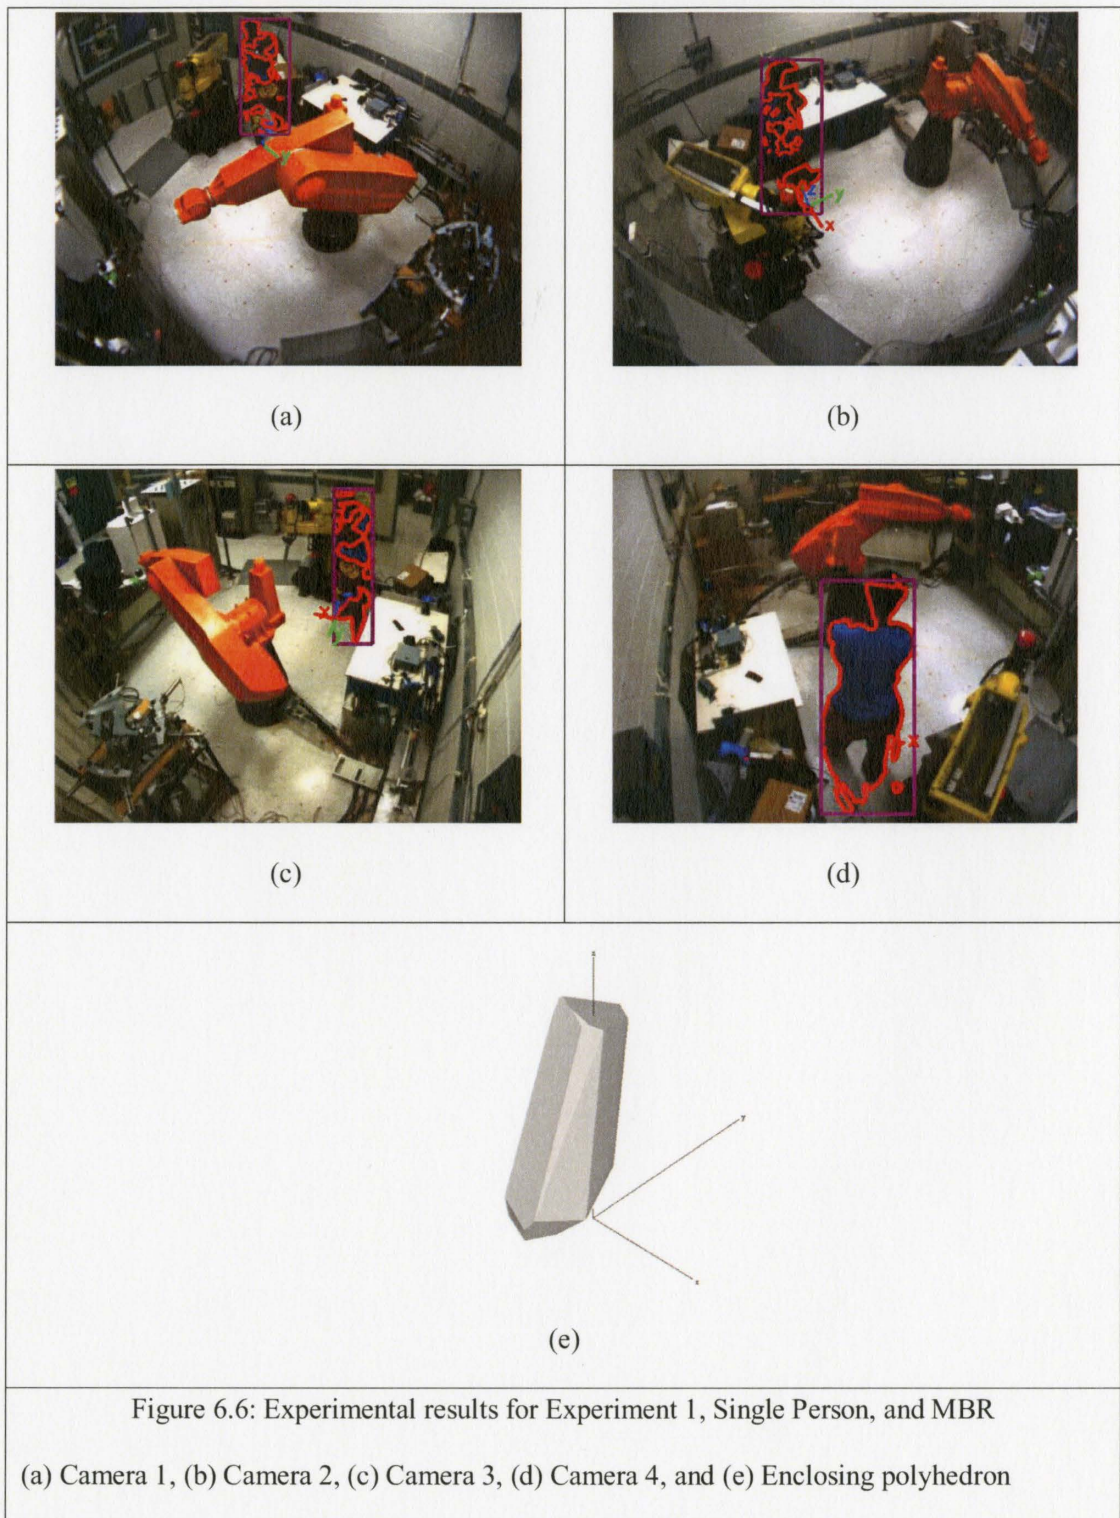 y
z
y
x
(a)
(b)
x
x
(c)
(d)
z
y
x
(e)
Figure 6.6: Experimental results for Experiment 1, Single Person, and MBR
(a) Camera 1, (b) Camera 2, (c) Camera 3, (d) Camera 4, and (e) Enclosing polyhedron